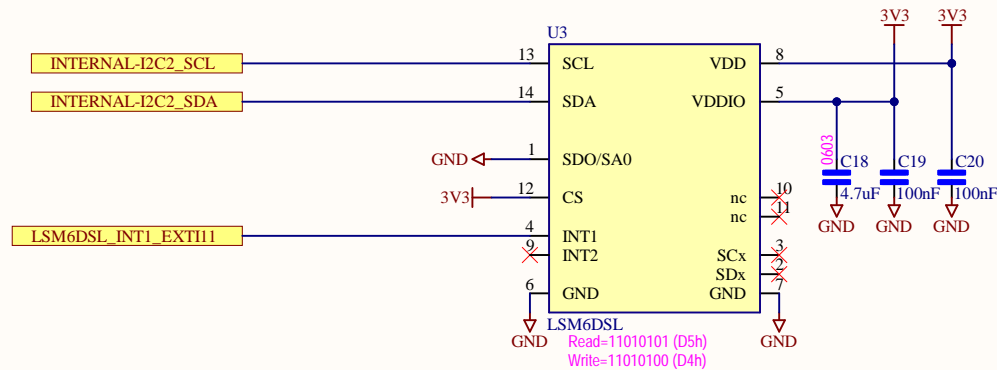 3V3 3V3
U3
INTERNAL-I2C2_SCL 13 SCL VDD 8
INTERNAL-I2C2_SDA 14 SDA VDDIO 5
GND 1 SDO/SA0 0603 C18 C19 C20
3V3 12 CS nc 10 4.7uF 100nF 100nF
nc 11 GND GND GND
LSM6DSL_INT1_EXTI11 4 INT1
9 INT2 SCx 3
SDx 2
6 GND GND 7
LSM6DSL
GND GND
Read=11010101 (D5h)
Write=11010100 (D4h)